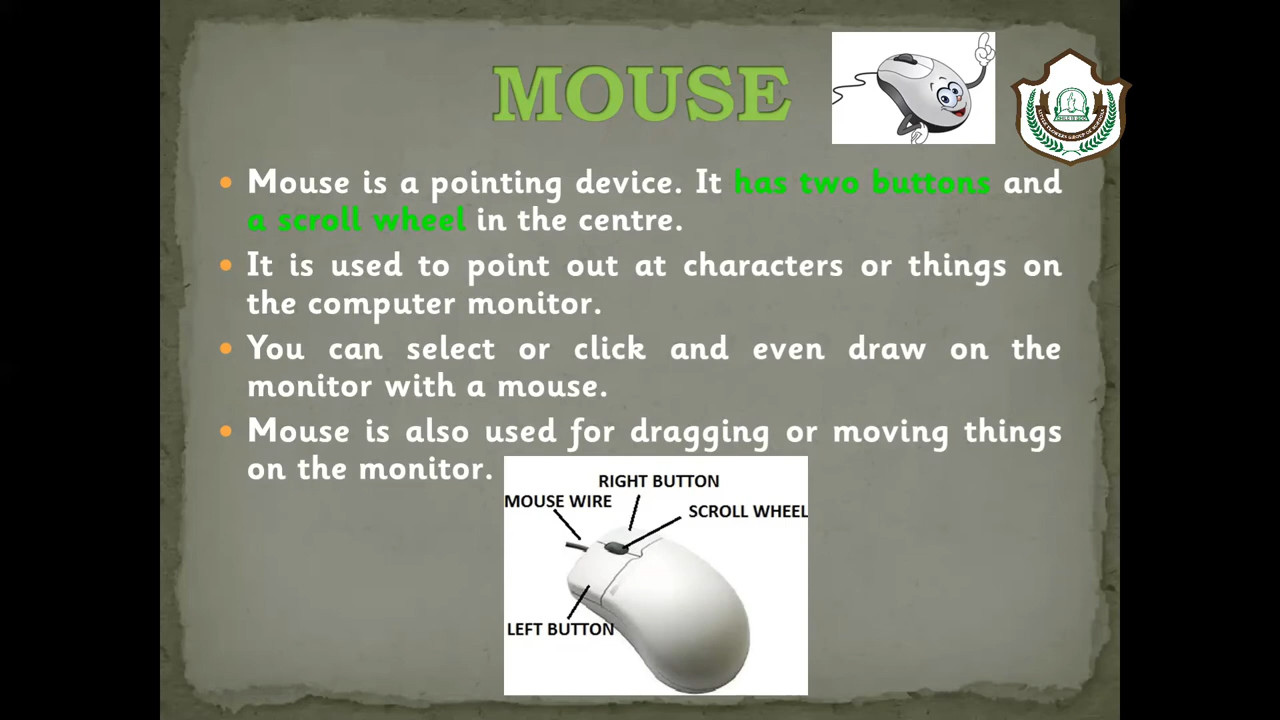 MOUSE
CHILD IS GOD
Mouse is a pointing device. It has two buttons and
a scroll wheel in the centre.
It is used to point out at characters or things on
the computer monitor.
You can select or click and even draw on the
monitor with a mouse.
Mouse is also used for dragging or moving things
on the monitor.
RIGHT BUTTON
MOUSE WIRE
SCROLL WHEEL
LEFT BUTTON